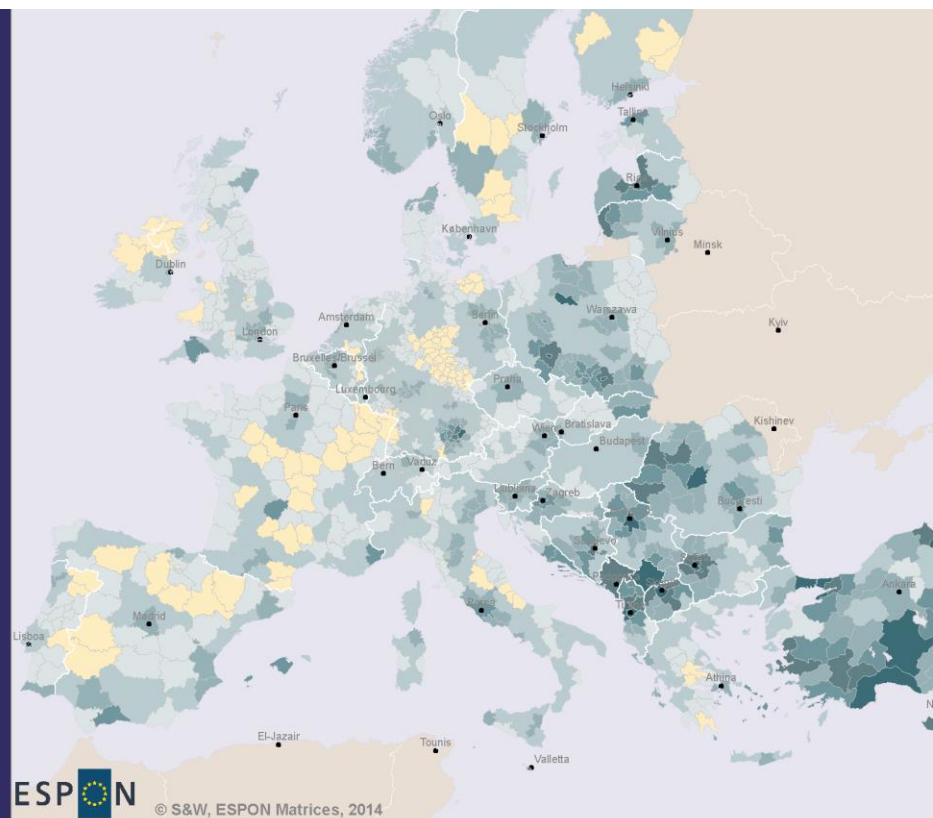 Helsinki
Oslo
Stockholm
Tallinn
København
Vilnius
Minsk
Dublin
London
Amsterdam
Berlin
Warszawa
Bruxelles/Brussel
Kyiv
Luxembourg
Praha
Paris
Wien
Bratislava
Kishinev
Budapest
Bern
Vaduz
Ljubljana
Zagreb
Bucuresti
Ankara
Roma
Madrid
Lisboa
Athina
El-Jazair
Tounis
Valletta
ESPON
© S&W, ESPON Matrices, 2014